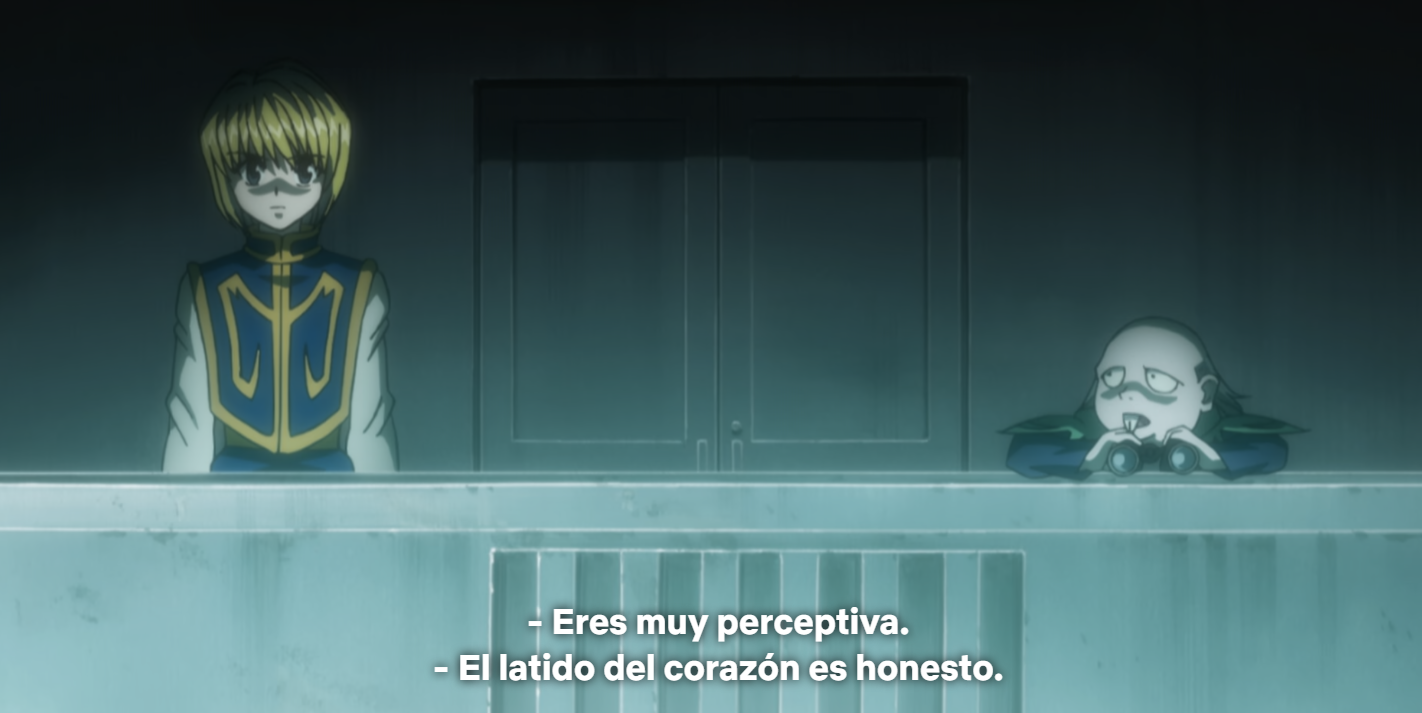 - Eres muy perceptiva.
- El latido del corazón es honesto.